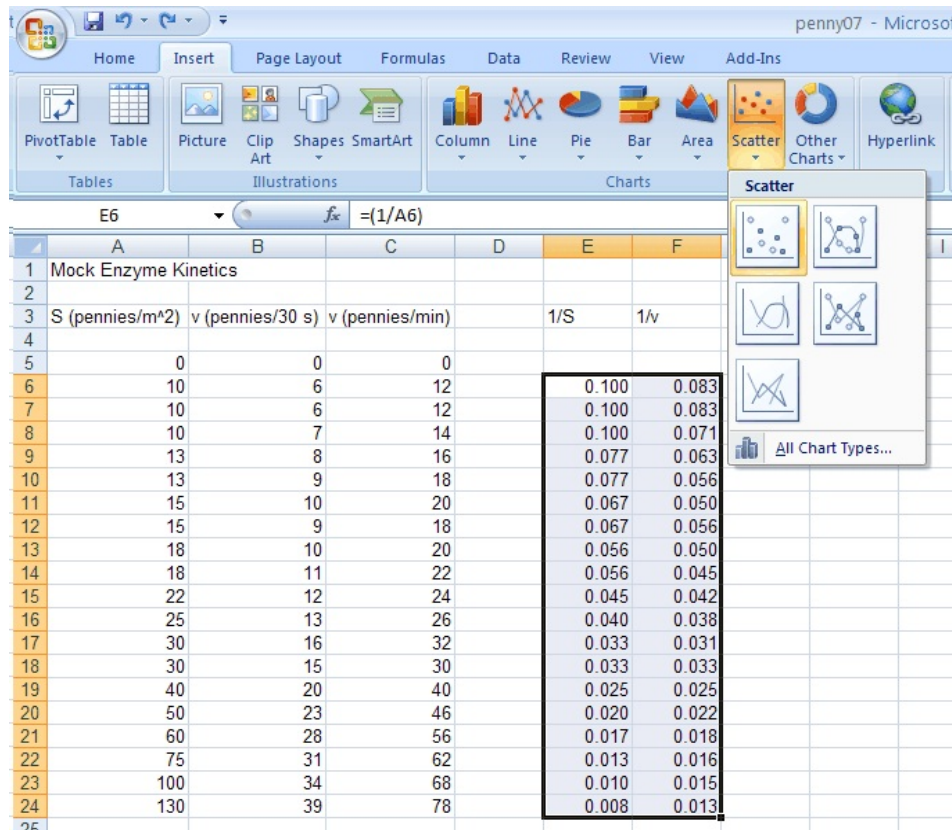 penny07 - Microsof
Home Insert Page Layout Formulas Data Review View Add-Ins
PivotTable Table Picture Clip Art Shapes SmartArt Column Line Pie Bar Area Scatter Other Charts Hyperlink
Tables Illustrations Charts
Scatter
E6 fx =(1/A6)
A B C D E F I
1 Mock Enzyme Kinetics
2
3 S (pennies/m^2) v (pennies/30 s) v (pennies/min) 1/S 1/v
4
5 0 0 0
6 10 6 12 0.100 0.083
7 10 6 12 0.100 0.083
8 10 7 14 0.100 0.071
All Chart Types...
9 13 8 16 0.077 0.063
10 13 9 18 0.077 0.056
11 15 10 20 0.067 0.050
12 15 9 18 0.067 0.056
13 18 10 20 0.056 0.050
14 18 11 22 0.056 0.045
15 22 12 24 0.045 0.042
16 25 13 26 0.040 0.038
17 30 16 32 0.033 0.031
18 30 15 30 0.033 0.033
19 40 20 40 0.025 0.025
20 50 23 46 0.020 0.022
21 60 28 56 0.017 0.018
22 75 31 62 0.013 0.016
23 100 34 68 0.010 0.015
24 130 39 78 0.008 0.013
25